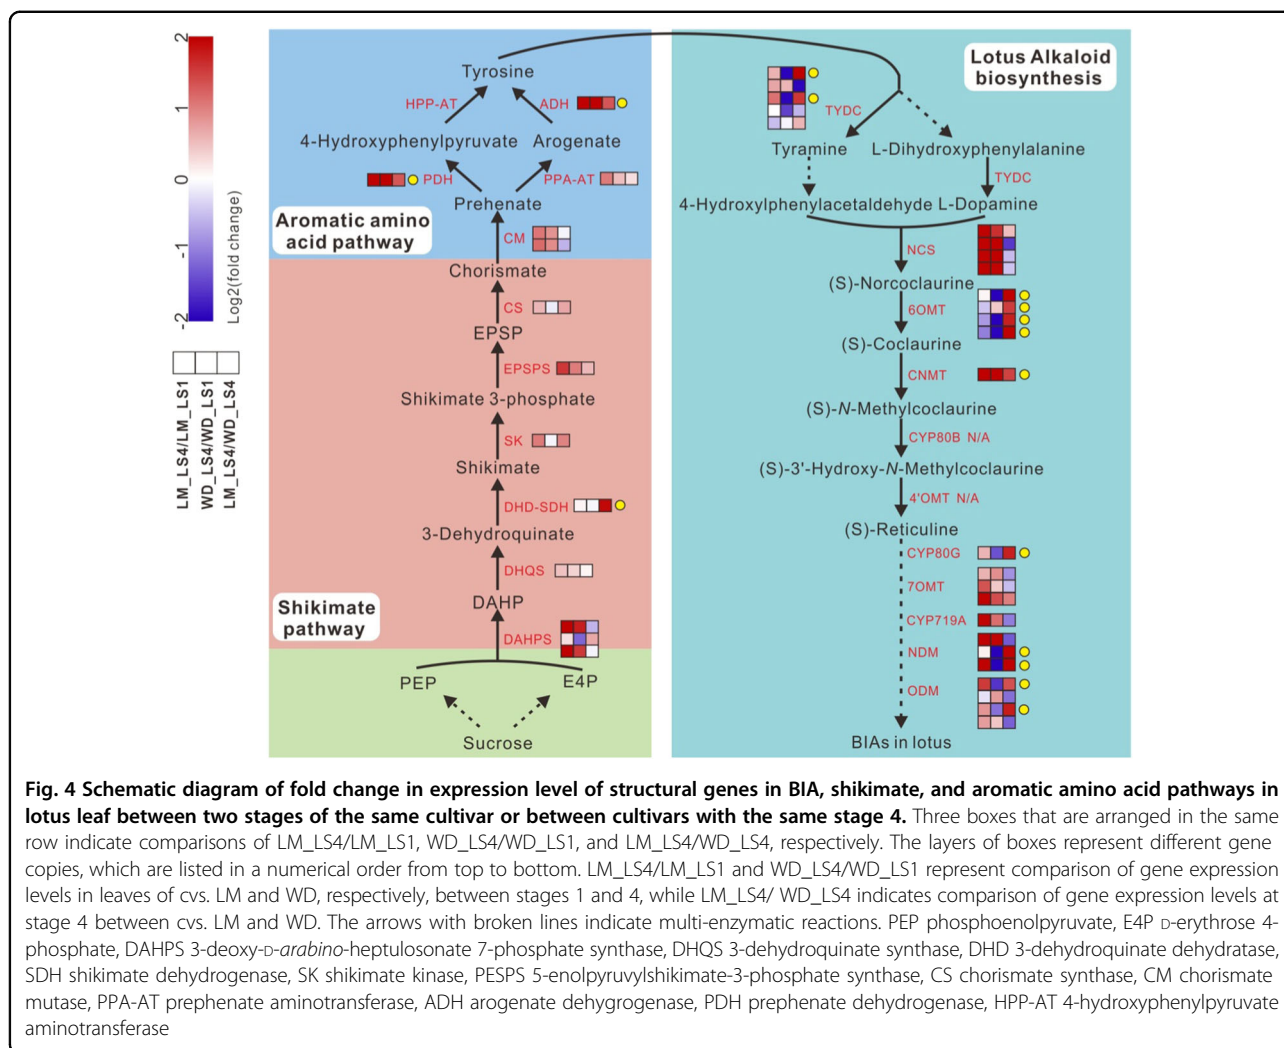 2
1
0
-1
-2
Log2(fold change)
LM_LS4/LM_LS1
WD_LS4/WD_LS1
LM_LS4/WD_LS4
Tyrosine
HPP-AT
ADH
4-Hydroxyphenylpyruvate
Arogenate
PDH
PPA-AT
Prehenate
Aromatic amino
acid pathway
CM
Chorismate
CS
EPSP
EPSPS
Shikimate 3-phosphate
SK
Shikimate
DHD-SDH
3-Dehydroquinate
DHQS
DAHP
Shikimate
pathway
DAHPS
PEP
E4P
Sucrose
Lotus Alkaloid
biosynthesis
TYDC
Tyramine
L-Dihydroxyphenylalanine
TYDC
4-Hydroxylphenylacetaldehyde L-Dopamine
NCS
(S)-Norcoclaurine
6OMT
(S)-Coclaurine
CNMT
(S)-N-Methylcoclaurine
CYP80B N/A
(S)-3'-Hydroxy-N-Methylcoclaurine
4'OMT N/A
(S)-Reticuline
CYP80G
7OMT
CYP719A
NDM
ODM
BIAs in lotus
Fig. 4 Schematic diagram of fold change in expression level of structural genes in BIA, shikimate, and aromatic amino acid pathways in
lotus leaf between two stages of the same cultivar or between cultivars with the same stage 4. Three boxes that are arranged in the same
row indicate comparisons of LM_LS4/LM_LS1, WD_LS4/WD_LS1, and LM_LS4/WD_LS4, respectively. The layers of boxes represent different gene
copies, which are listed in a numerical order from top to bottom. LM_LS4/LM_LS1 and WD_LS4/WD_LS1 represent comparison of gene expression
levels in leaves of cvs. LM and WD, respectively, between stages 1 and 4, while LM_LS4/ WD_LS4 indicates comparison of gene expression levels at
stage 4 between cvs. LM and WD. The arrows with broken lines indicate multi-enzymatic reactions. PEP phosphoenolpyruvate, E4P D-erythrose 4-
phosphate, DAHPS 3-deoxy-D-arabino-heptulosonate 7-phosphate synthase, DHQS 3-dehydroquinate synthase, DHD 3-dehydroquinate dehydratase,
SDH shikimate dehydrogenase, SK shikimate kinase, PESPS 5-enolpyruvylshikimate-3-phosphate synthase, CS chorismate synthase, CM chorismate
mutase, PPA-AT prephenate aminotransferase, ADH arogenate dehygrogenase, PDH prephenate dehydrogenase, HPP-AT 4-hydroxyphenylpyruvate
aminotransferase